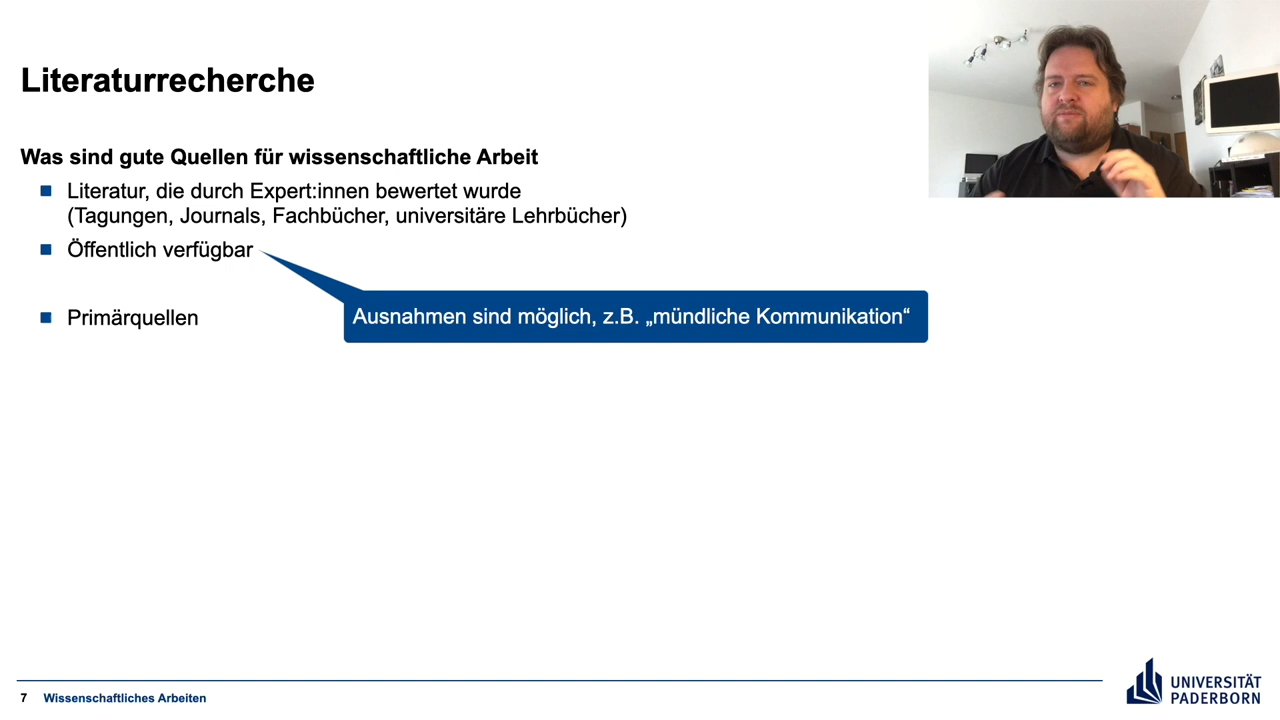 Literaturrecherche
Was sind gute Quellen für wissenschaftliche Arbeit
Literatur, die durch Expert:innen bewertet wurde
(Tagungen, Journals, Fachbücher, universitäre Lehrbücher)
Öffentlich verfügbar
Ausnahmen sind möglich, z.B. „mündliche Kommunikation“
Primärquellen
7 Wissenschaftliches Arbeiten
UNIVERSITÄT
PADERBORN